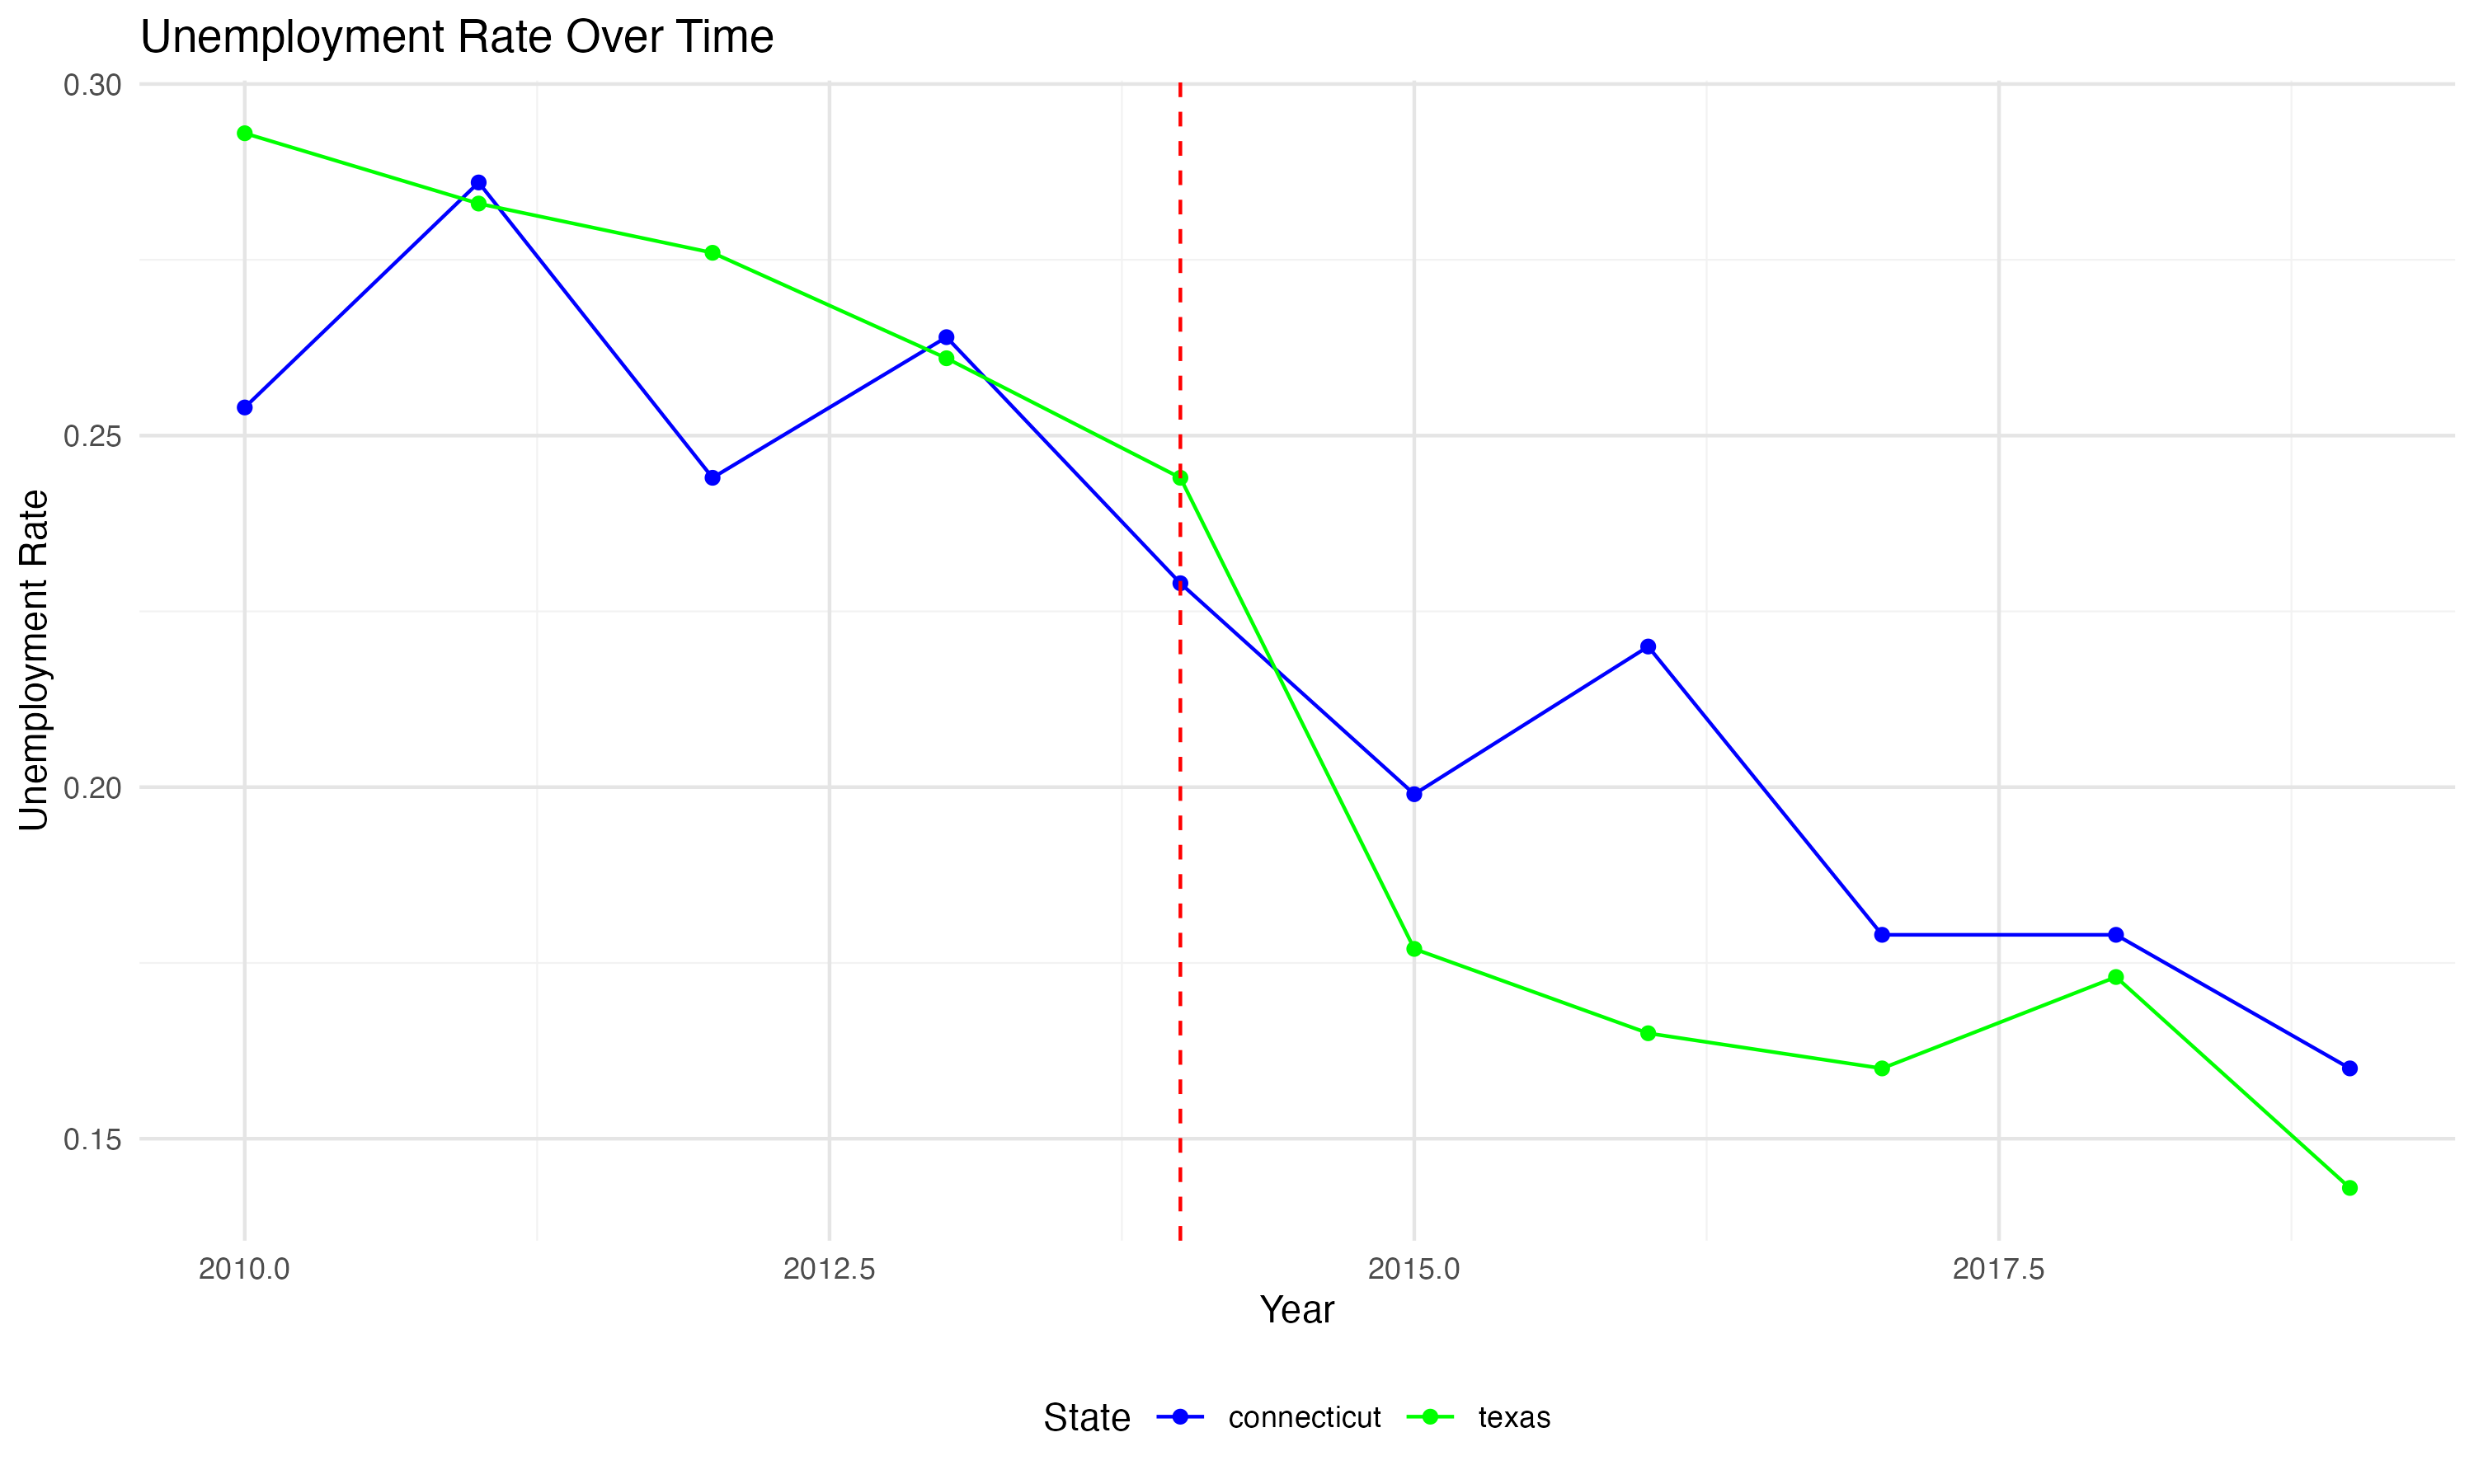 Unemployment Rate Over Time
0.30
0.25
0.20
0.15
Unemployment Rate
2010.0 2012.5 2015.0 2017.5
Year
State connecticut texas